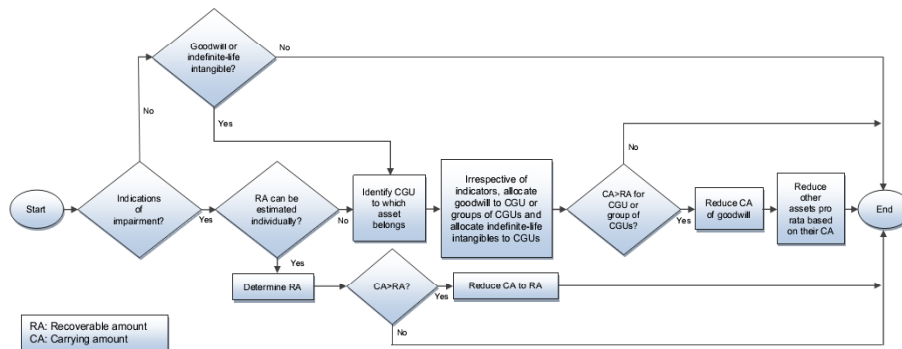 Goodwill or
indefinite-life
intangible?
No
No
Yes
No
Start
Indications
of
impairment?
Yes
RA can be
estimated
individually?
No
Identify CGU
to which
asset
belongs
Irrespective of
indicators, allocate
goodwill to CGU or
groups of CGUs and
allocate indefinite-life
intangibles to CGUs
CA>RA for
CGU or
group of
CGUs?
Yes
Reduce CA
of goodwill
Reduce
other
assets pro
rata based
on their CA
End
Yes
Determine RA
CA>RA?
Yes
Reduce CA to RA
No
RA: Recoverable amount
CA: Carrying amount